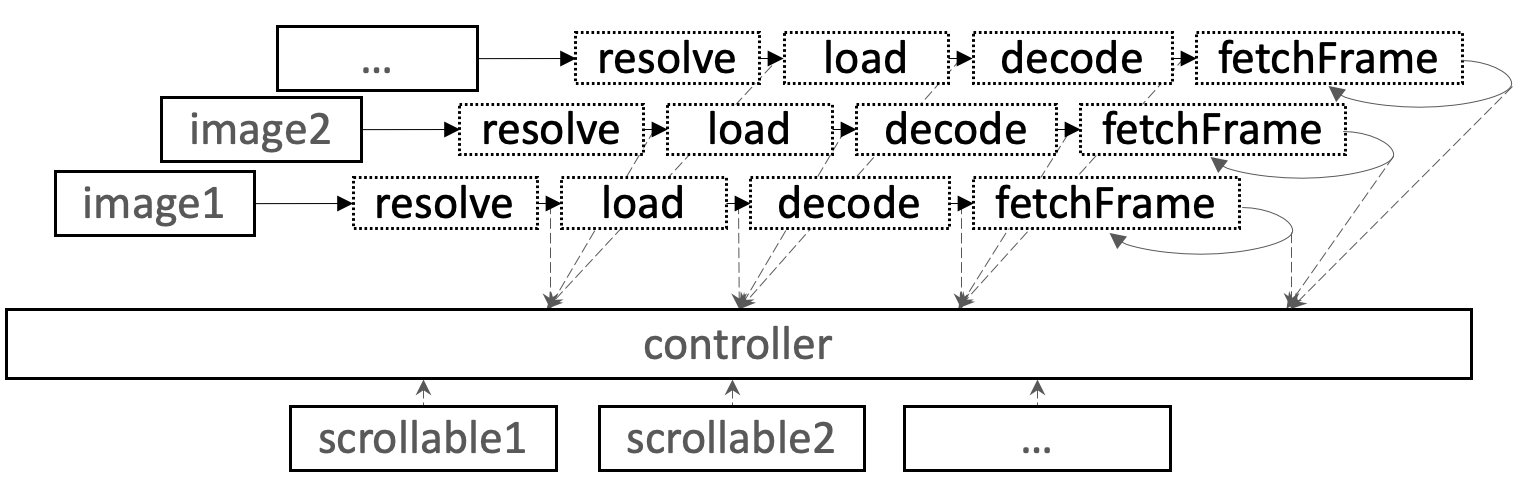 ... resolve load decode fetchFrame
image2 resolve load decode fetchFrame
image1 resolve load decode fetchFrame
controller
scrollable1 scrollable2 ...